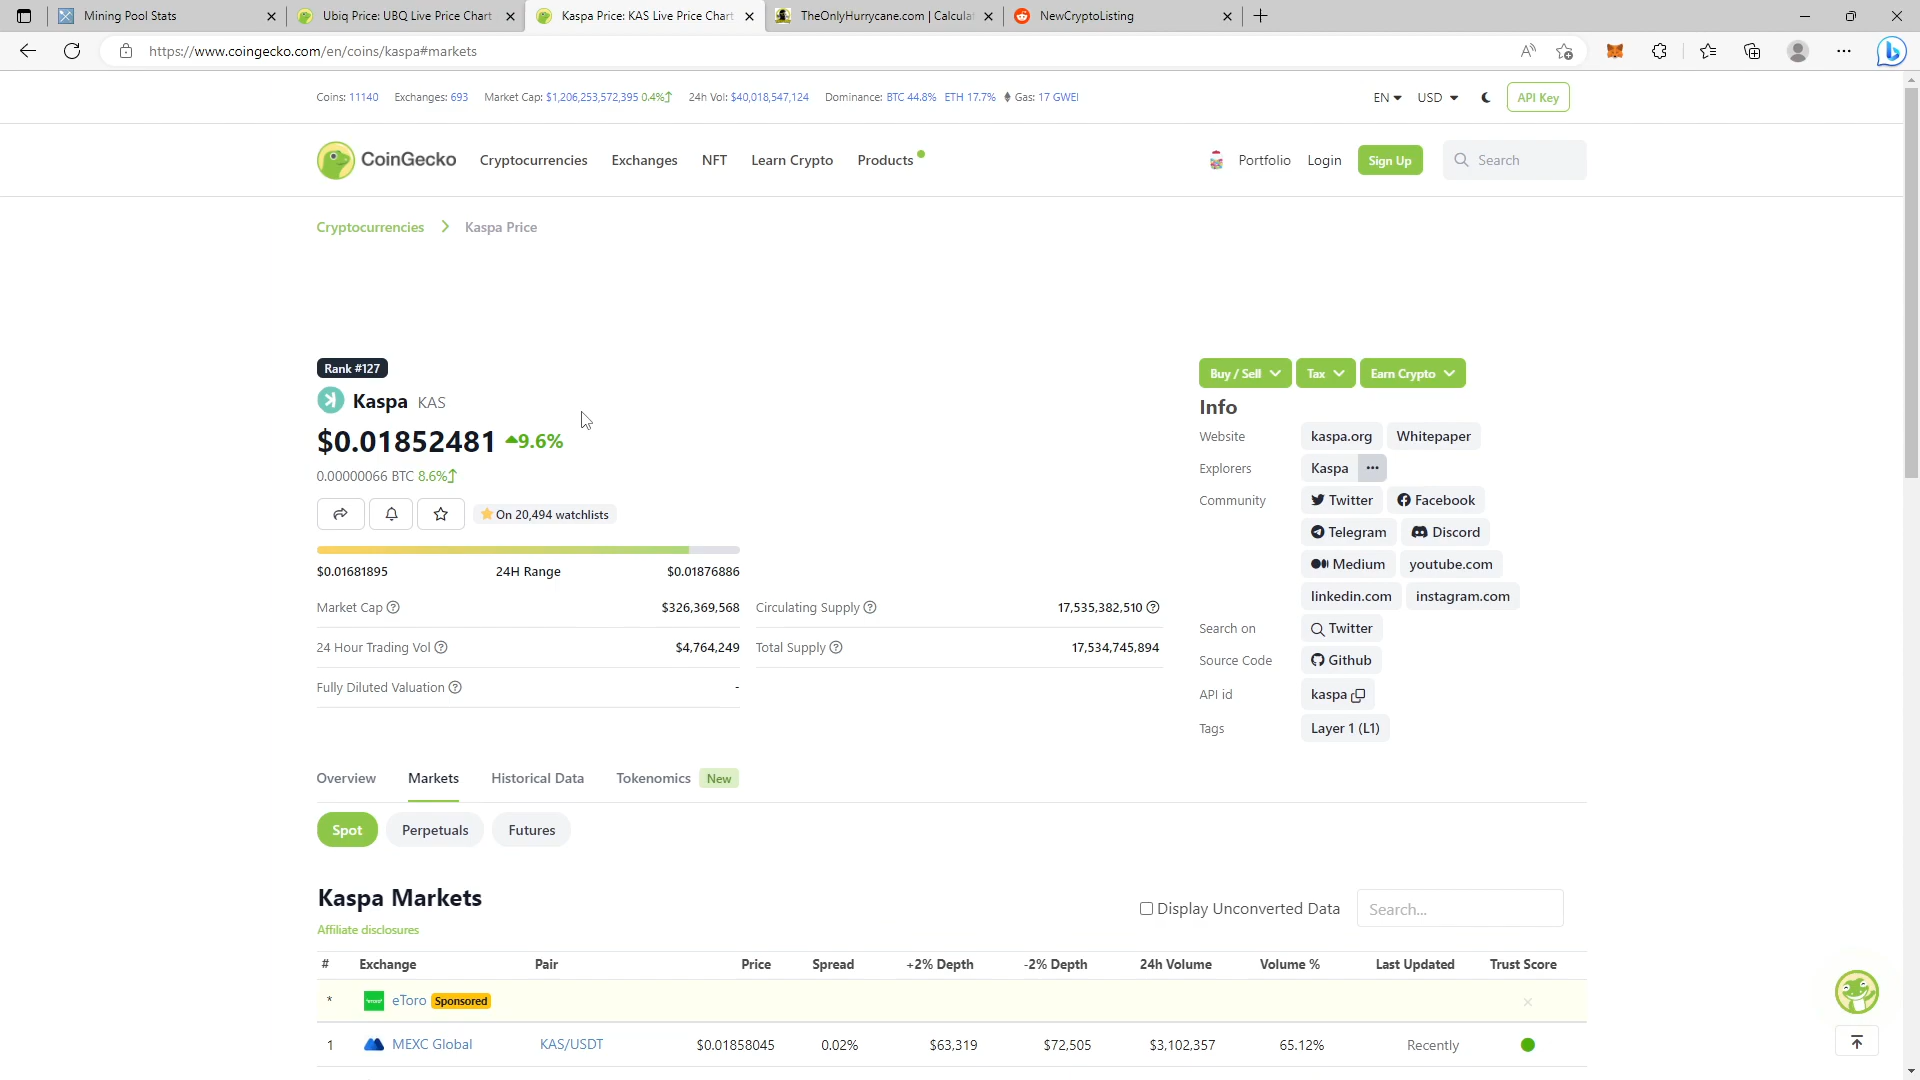 Mining Pool Stats
Ubiq Price: UBQ Live Price Chart
Kaspa Price: KAS Live Price Chart
TheOnlyHurrycane.com | Calcula
NewCryptoListing
https://www.coingecko.com/en/coins/kaspa#markets
Coins: 11140 Exchanges: 693 Market Cap: $1,206,253,572,395 0.4% 24h Vol: $40,018,547,124 Dominance: BTC 44.8% ETH 17.7% Gas: 17 GWEI
EN USD API Key
CoinGecko Cryptocurrencies Exchanges NFT Learn Crypto Products Portfolio Login Sign Up Search
Cryptocurrencies Kaspa Price
Rank #127
Kaspa KAS
$0.01852481 9.6%
0.00000066 BTC 8.6%
On 20,494 watchlists
$0.01681895 24H Range $0.01876886
Market Cap $326,369,568 Circulating Supply 17,535,382,510
24 Hour Trading Vol $4,764,249 Total Supply 17,534,745,894
Fully Diluted Valuation -
Buy / Sell Tax Earn Crypto
Info
Website kaspa.org Whitepaper
Explorers Kaspa ···
Community Twitter Facebook
Telegram Discord
Medium youtube.com
linkedin.com instagram.com
Search on Twitter
Source Code Github
API id kaspa
Tags Layer 1 (L1)
Overview Markets Historical Data Tokenomics New
Spot Perpetuals Futures
Kaspa Markets
Affiliate disclosures
Display Unconverted Data Search...
# Exchange Pair Price Spread +2% Depth -2% Depth 24h Volume Volume % Last Updated Trust Score
* eToro Sponsored
1 MEXC Global KAS/USDT $0.01858045 0.02% $63,319 $72,505 $3,102,357 65.12% Recently